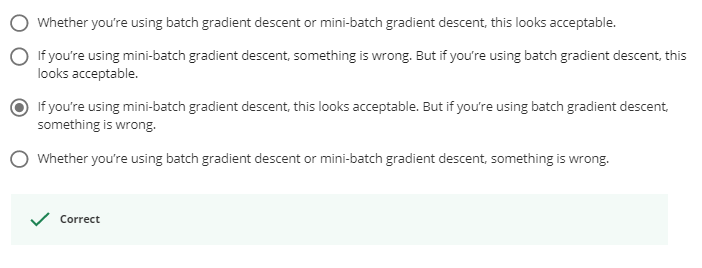 Whether you're using batch gradient descent or mini-batch gradient descent, this looks acceptable.
If you're using mini-batch gradient descent, something is wrong. But if you're using batch gradient descent, this
looks acceptable.
If you're using mini-batch gradient descent, this looks acceptable. But if you're using batch gradient descent,
something is wrong.
Whether you're using batch gradient descent or mini-batch gradient descent, something is wrong.
Correct